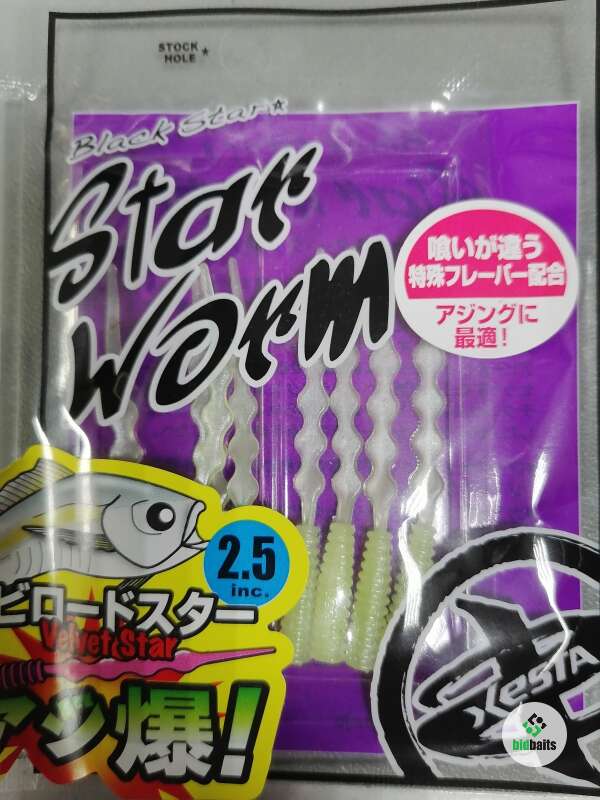 STOCK
HOLE
Black Star
Star
Worm
喰いが違う
特殊フレーバー配合
アジングに
最適!
2.5
inc.
ビロードスター
Velvet Star
アジ爆!
XESTA
bidbaits